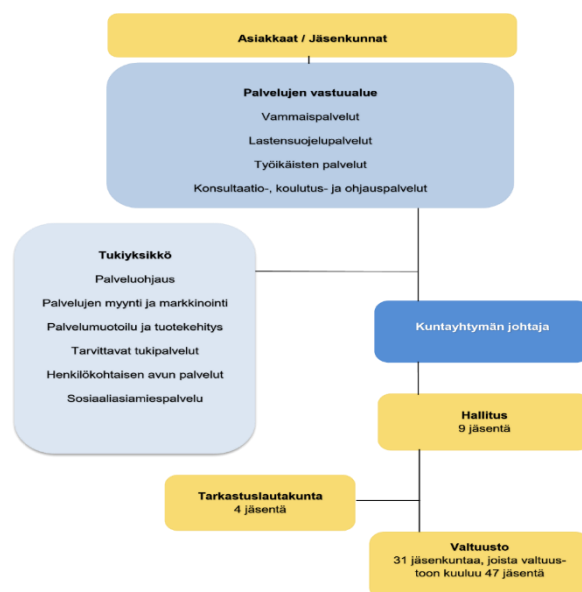 Asiakkaat / Jäsenkunnat
Palvelujen vastuualue
Vammaispalvelut
Lastensuojelupalvelut
Työikäisten palvelut
Konsultaatio-, koulutus- ja ohjauspalvelut
Tukiyksikkö
Palveluohjaus
Palvelujen myynti ja markkinointi
Palvelumuotoilu ja tuotekehitys
Tarvittavat tukipalvelut
Henkilökohtaisen avun palvelut
Sosiaaliasiamiespalvelu
Kuntayhtymän johtaja
Hallitus
9 jäsentä
Tarkastuslautakunta
4 jäsentä
Valtuusto
31 jäsenkuntaa, joista valtuus-
toon kuuluu 47 jäsentä